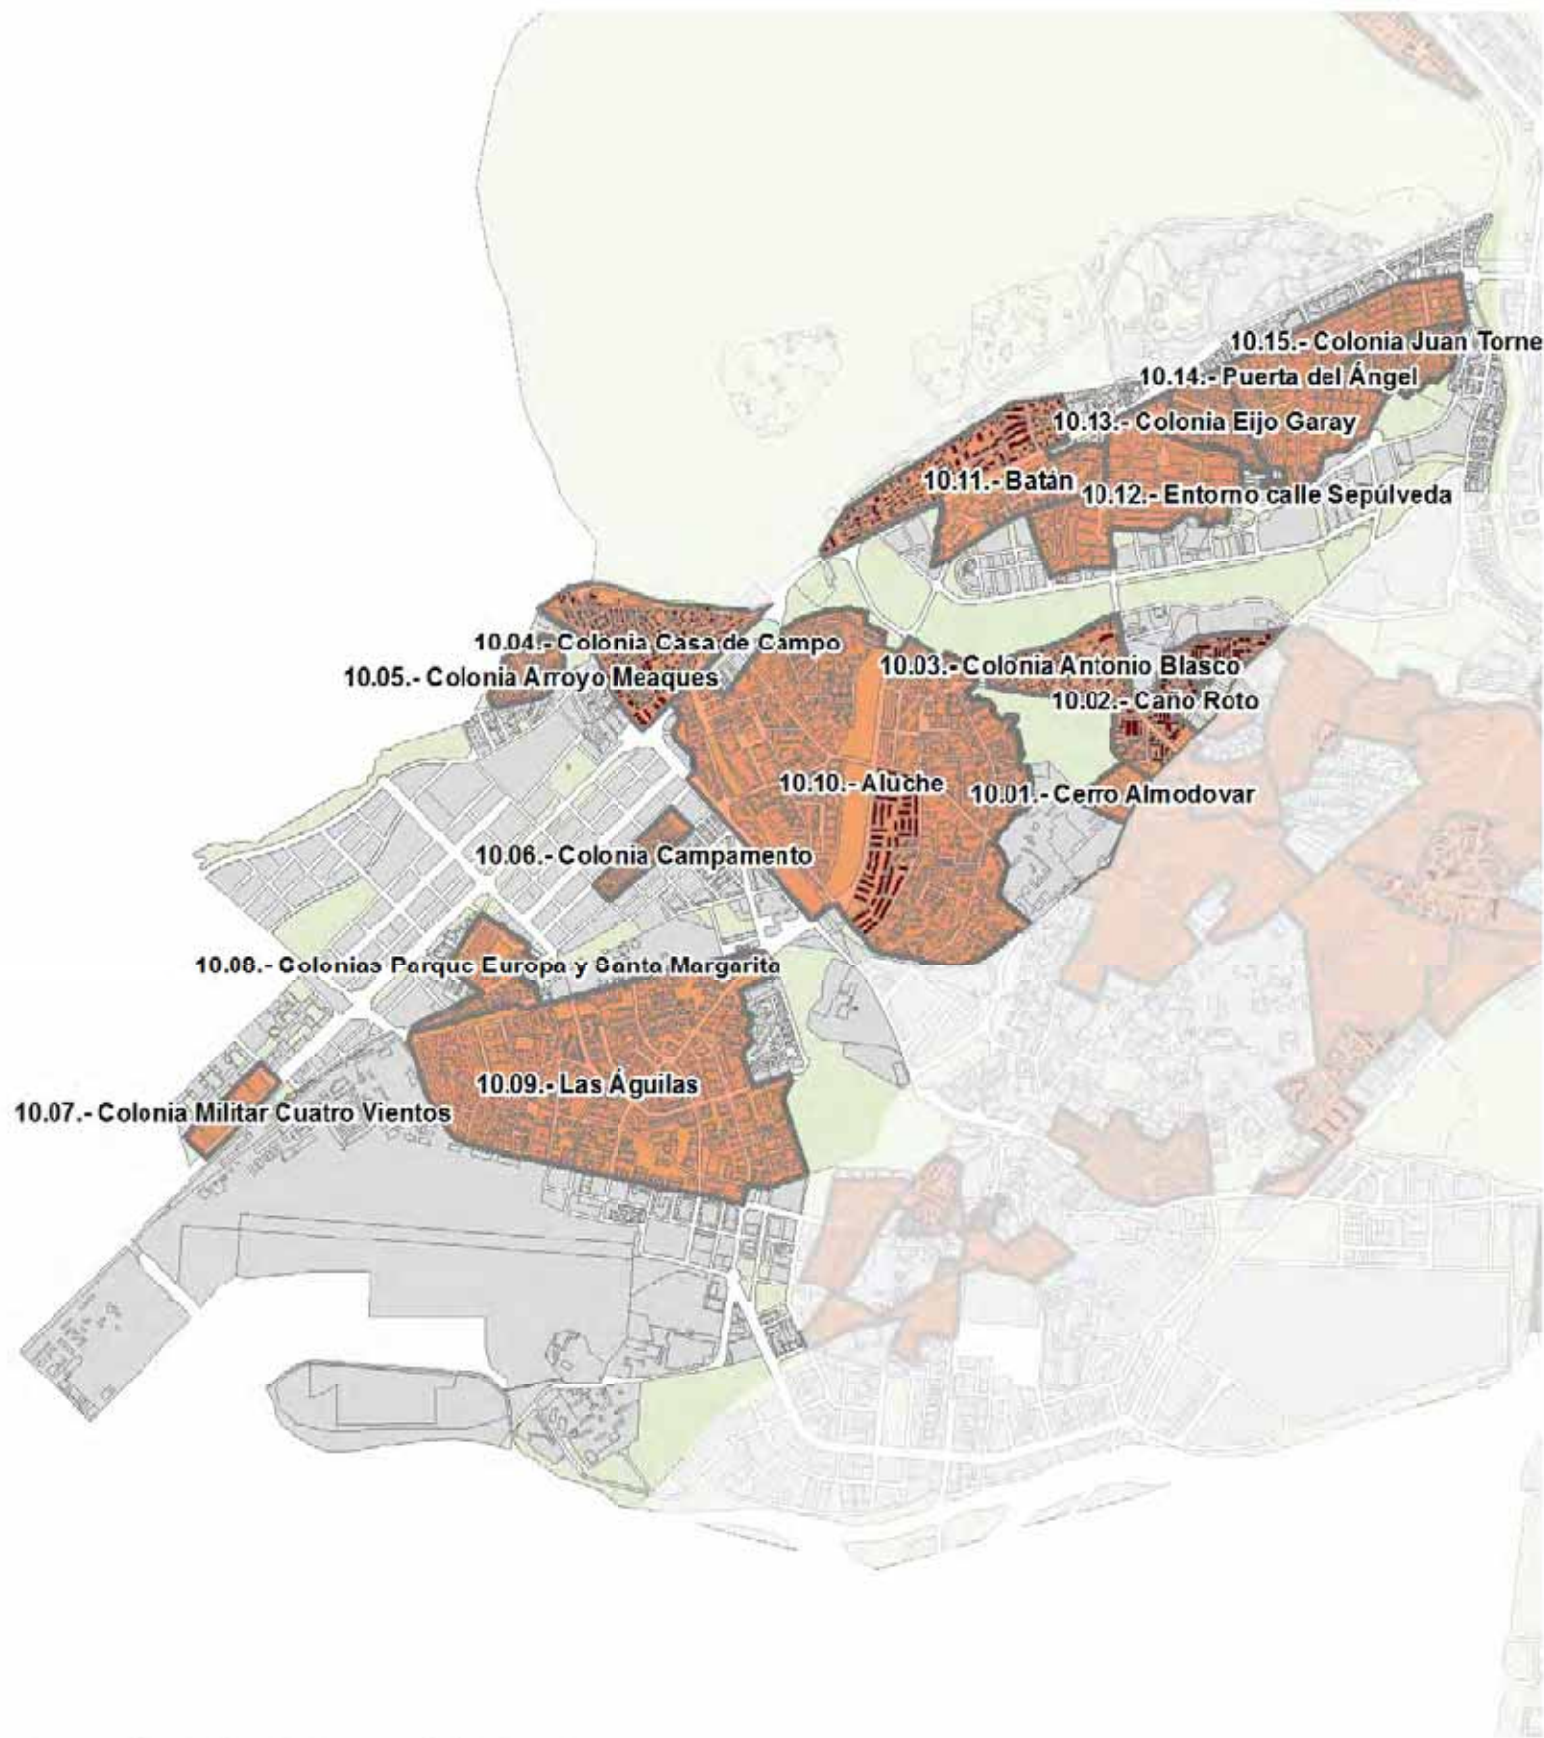 10.15.- Colonia Juan Torne
10.14.- Puerta del Ángel
10.13.- Colonia Eijo Garay
10.11.- Batán
10.12.- Entorno calle Sepúlveda
10.04.- Colonia Casa de Campo
10.03.- Colonia Antonio Blasco
10.05.- Colonia Arroyo Meaques
10.02.- Caño Roto
10.10.- Aluche
10.01.- Cerro Almodovar
10.06.- Colonia Campamento
10.08.- Colonias Parque Europa y Santa Margarita
10.09.- Las Águilas
10.07.- Colonia Militar Cuatro Vientos